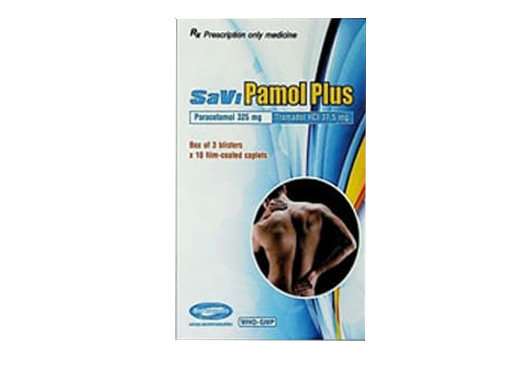 Rx Prescription only medicine
SaVi Pamol Plus
Paracetamol 325 mg Tramadol HCl 37.5 mg
Box of 3 blisters
x 10 film-coated caplets
WHO-GMP